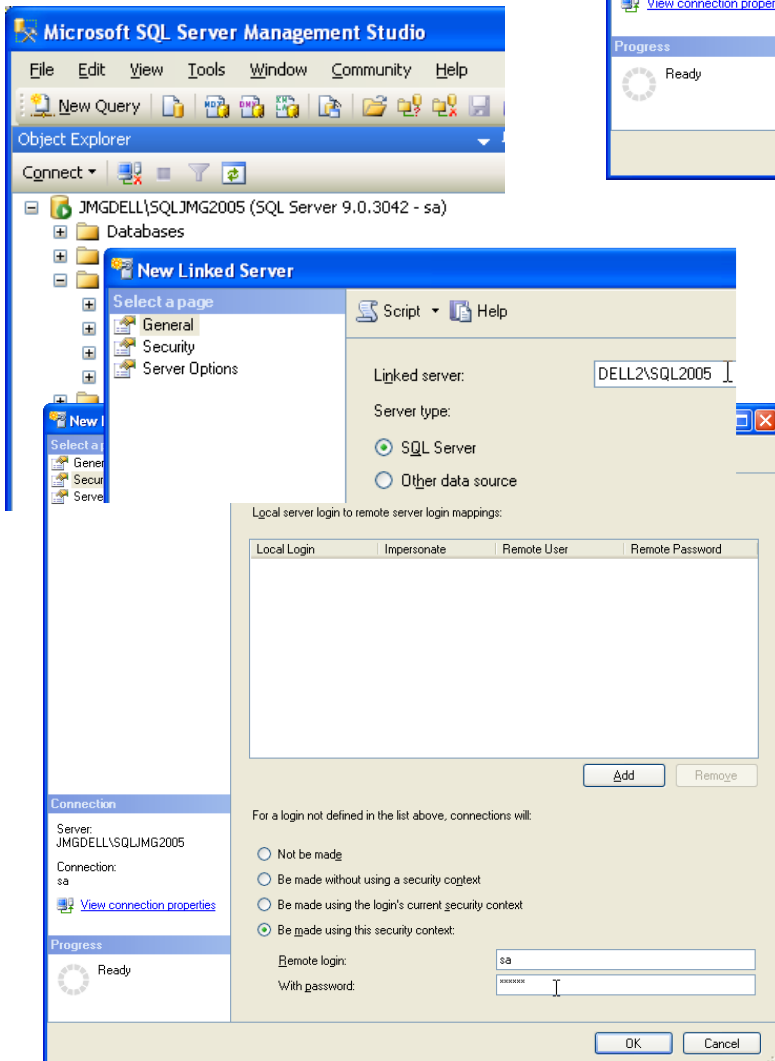 View connection proper
Progress
Ready
Microsoft SQL Server Management Studio
File Edit View Tools Window Community Help
New Query
Object Explorer
Connect
JMGDELL\SQLJMG2005 (SQL Server 9.0.3042 - sa)
Databases
New Linked Server
Select a page
General
Security
Server Options
Script Help
Linked server: DELL2\SQL2005
Server type:
SQL Server
Other data source
New l
Select a p
Gener
Secur
Serve
Local server login to remote server login mappings:
Local Login Impersonate Remote User Remote Password
Add Remove
Connection
Server:
JMGDELL\SQLJMG2005
Connection:
sa
View connection properties
Progress
Ready
For a login not defined in the list above, connections will:
Not be made
Be made without using a security context
Be made using the login's current security context
Be made using this security context:
Remote login: sa
With password: ******
OK Cancel